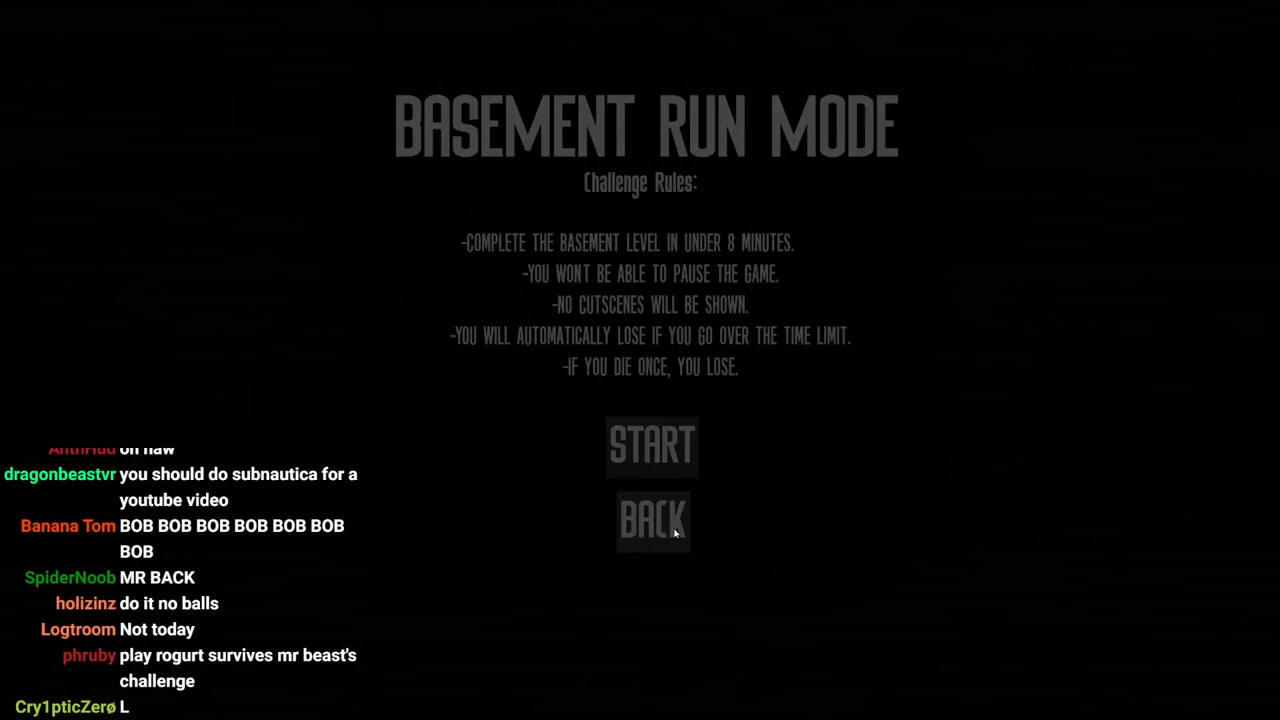 BASEMENT RUN MODE
Challenge Rules:
-COMPLETE THE BASEMENT LEVEL IN UNDER 8 MINUTES.
-YOU WONT BE ABLE TO PAUSE THE GAME.
-NO CUTSCENES WILL BE SHOWN.
-YOU WILL AUTOMATICALLY LOSE IF YOU GO OVER THE TIME LIMIT.
-IF YOU DIE ONCE, YOU LOSE.
START
BACK
dragonbeastvr you should do subnautica for a
youtube video
Banana Tom BOB BOB BOB BOB BOB BOB
BOB
SpiderNoob MR BACK
holizinz do it no balls
Logtroom Not today
phruby play rogurt survives mr beast's
challenge
Cry1pticZerø L